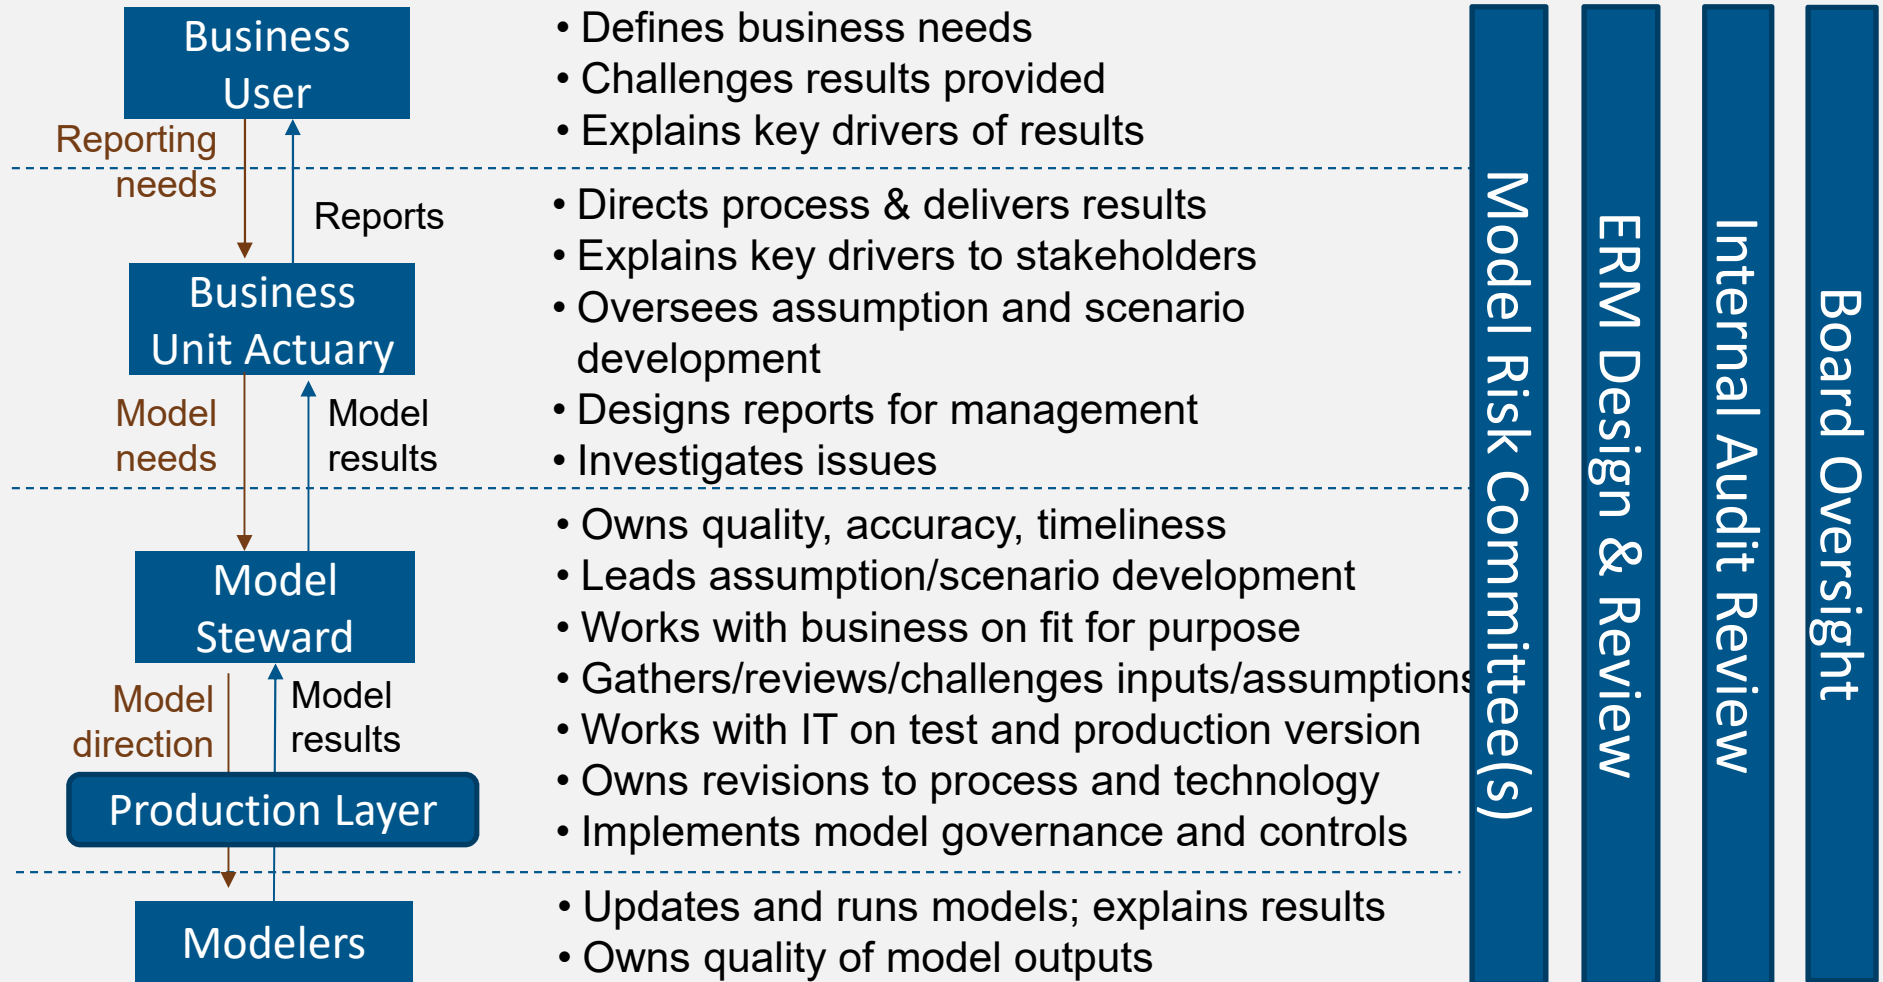 Business
User
• Defines business needs
• Challenges results provided
• Explains key drivers of results
Reporting
needs
Reports
Business
Unit Actuary
• Directs process & delivers results
• Explains key drivers to stakeholders
• Oversees assumption and scenario
development
• Designs reports for management
• Investigates issues
Model
needs
Model
results
Model
Steward
• Owns quality, accuracy, timeliness
• Leads assumption/scenario development
• Works with business on fit for purpose
• Gathers/reviews/challenges inputs/assumptions
• Works with IT on test and production version
• Owns revisions to process and technology
• Implements model governance and controls
Model
direction
Model
results
Production Layer
Modelers
• Updates and runs models; explains results
• Owns quality of model outputs
Model Risk Committee(s)
ERM Design & Review
Internal Audit Review
Board Oversight